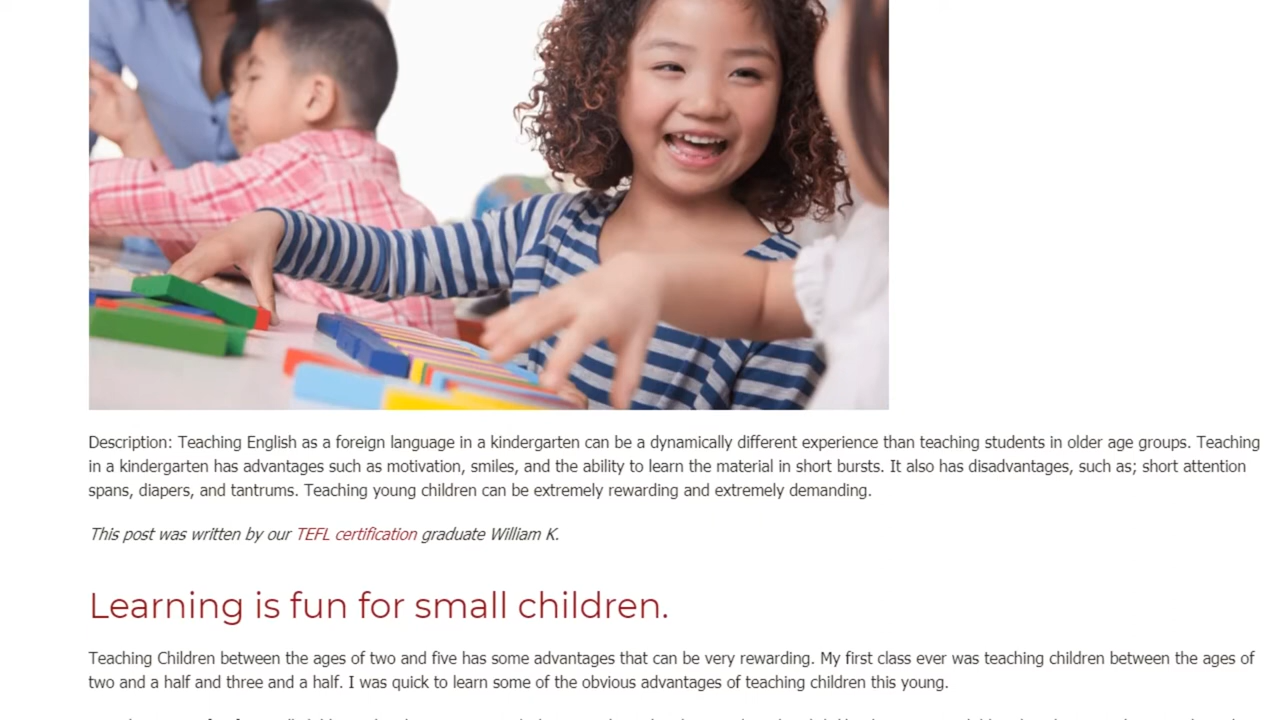 Description: Teaching English as a foreign language in a kindergarten can be a dynamically different experience than teaching students in older age groups. Teaching
in a kindergarten has advantages such as motivation, smiles, and the ability to learn the material in short bursts. It also has disadvantages, such as; short attention
spans, diapers, and tantrums. Teaching young children can be extremely rewarding and extremely demanding.
This post was written by our TEFL certification graduate William K.
Learning is fun for small children.
Teaching Children between the ages of two and five has some advantages that can be very rewarding. My first class ever was teaching children between the ages of
two and a half and three and a half. I was quick to learn some of the obvious advantages of teaching children this young.